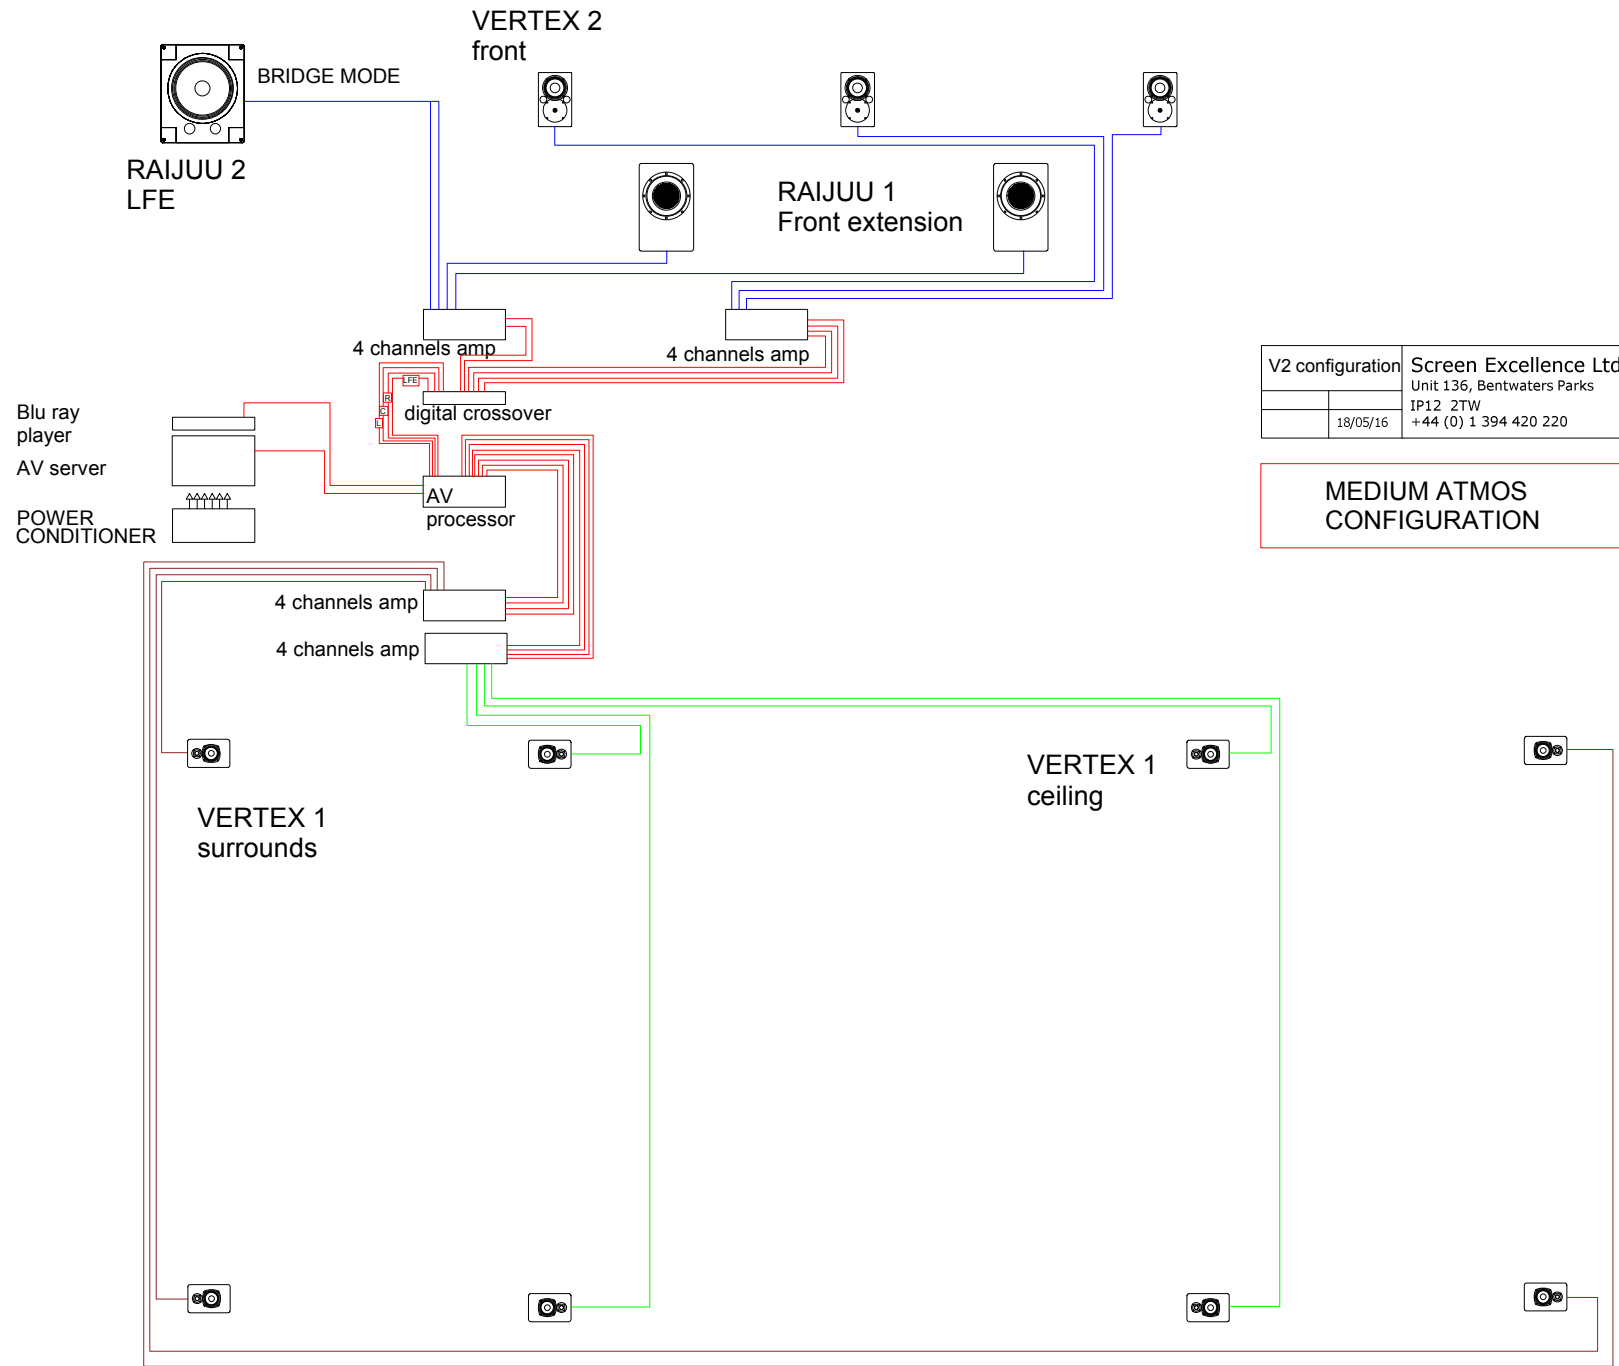 VERTEX 2
front
BRIDGE MODE
RAIJUU 2
LFE
RAIJUU 1
Front extension
4 channels amp
4 channels amp
LFE
R
C
L
digital crossover
V2 configuration
18/05/16
Screen Excellence Ltd
Unit 136, Bentwaters Parks
IP12 2TW
+44 (0) 1 394 420 220
Blu ray
player
AV server
POWER
CONDITIONER
AV
processor
MEDIUM ATMOS
CONFIGURATION
4 channels amp
4 channels amp
VERTEX 1
surrounds
VERTEX 1
ceiling